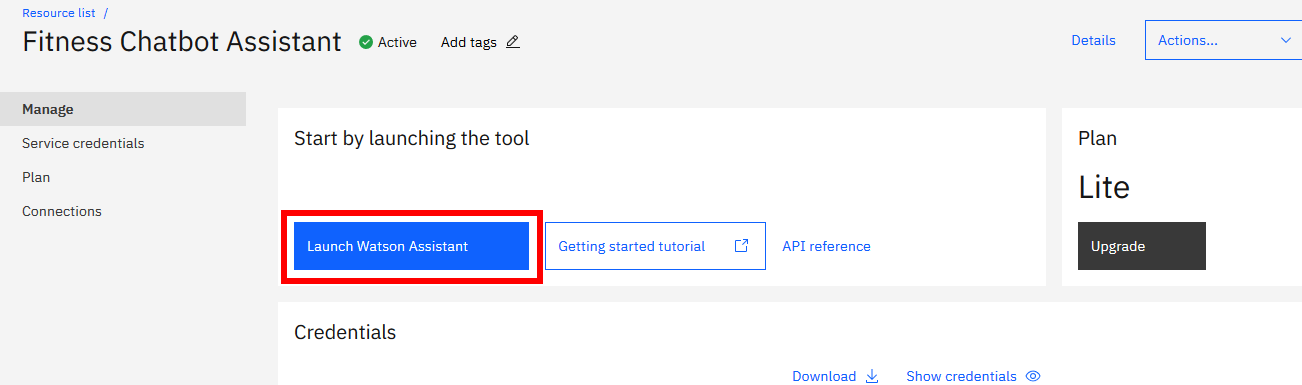 Resource list /
Fitness Chatbot Assistant Active Add tags
Details Actions...
Manage
Service credentials
Plan
Connections
Start by launching the tool
Launch Watson Assistant Getting started tutorial API reference
Plan
Lite
Upgrade
Credentials
Download Show credentials